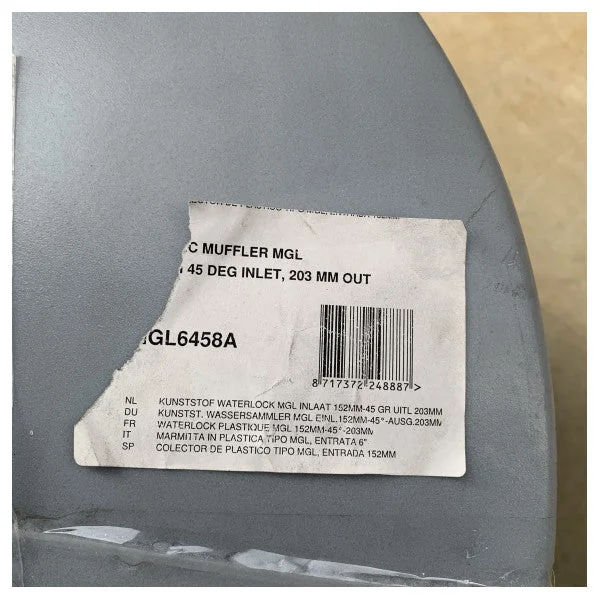 C MUFFLER MGL
45 DEG INLET, 203 MM OUT
GL6458A
8 717372 248887 >
NL KUNSTSTOF WATERLOCK MGL INLAAT 152MM-45 GR UITL 203MM
DU KUNSTST. WASSERSAMMLER MGL EINL,152MM-45°-AUSG.203MM
FR WATERLOCK PLASTIQUE MGL 152MM-45°-203MM
IT MARMITTA IN PLASTICA TIPO MGL, ENTRATA 6"
SP COLECTOR DE PLASTICO TIPO MGL, ENTRADA 152MM